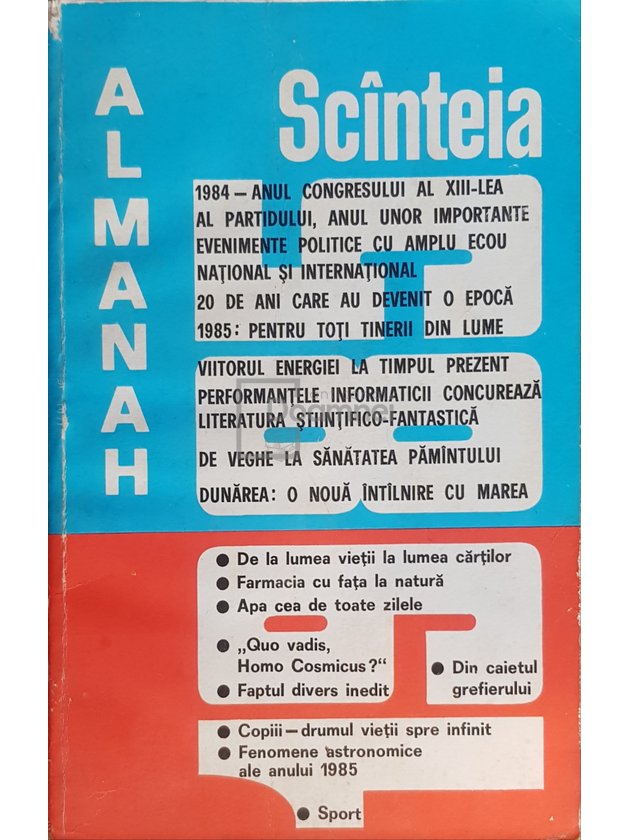 ALMANAH
Scînteia
1984 — ANUL CONGRESULUI AL XIII-LEA
AL PARTIDULUI, ANUL UNOR IMPORTANTE
EVENIMENTE POLITICE CU AMPLU ECOU
NAȚIONAL ȘI INTERNAȚIONAL
20 DE ANI CARE AU DEVENIT O EPOCĂ
1985: PENTRU TOȚI TINERII DIN LUME
VIITORUL ENERGIEI LA TIMPUL PREZENT
PERFORMANȚELE INFORMATICII CONCUREAZĂ
LITERATURA ȘTIINȚIFICO-FANTASTICĂ
DE VEGHE LA SĂNĂTATEA PĂMÎNTULUI
DUNĂREA: O NOUĂ ÎNTÎLNIRE CU MAREA
● De la lumea vieții la lumea cărților
● Farmacia cu fața la natură
● Apa cea de toate zilele
● „Quo vadis,
Homo Cosmicus?“
● Faptul divers inedit
● Din caietul
grefierului
● Copiii — drumul vieții spre infinit
● Fenomene astronomice
ale anului 1985
● Sport